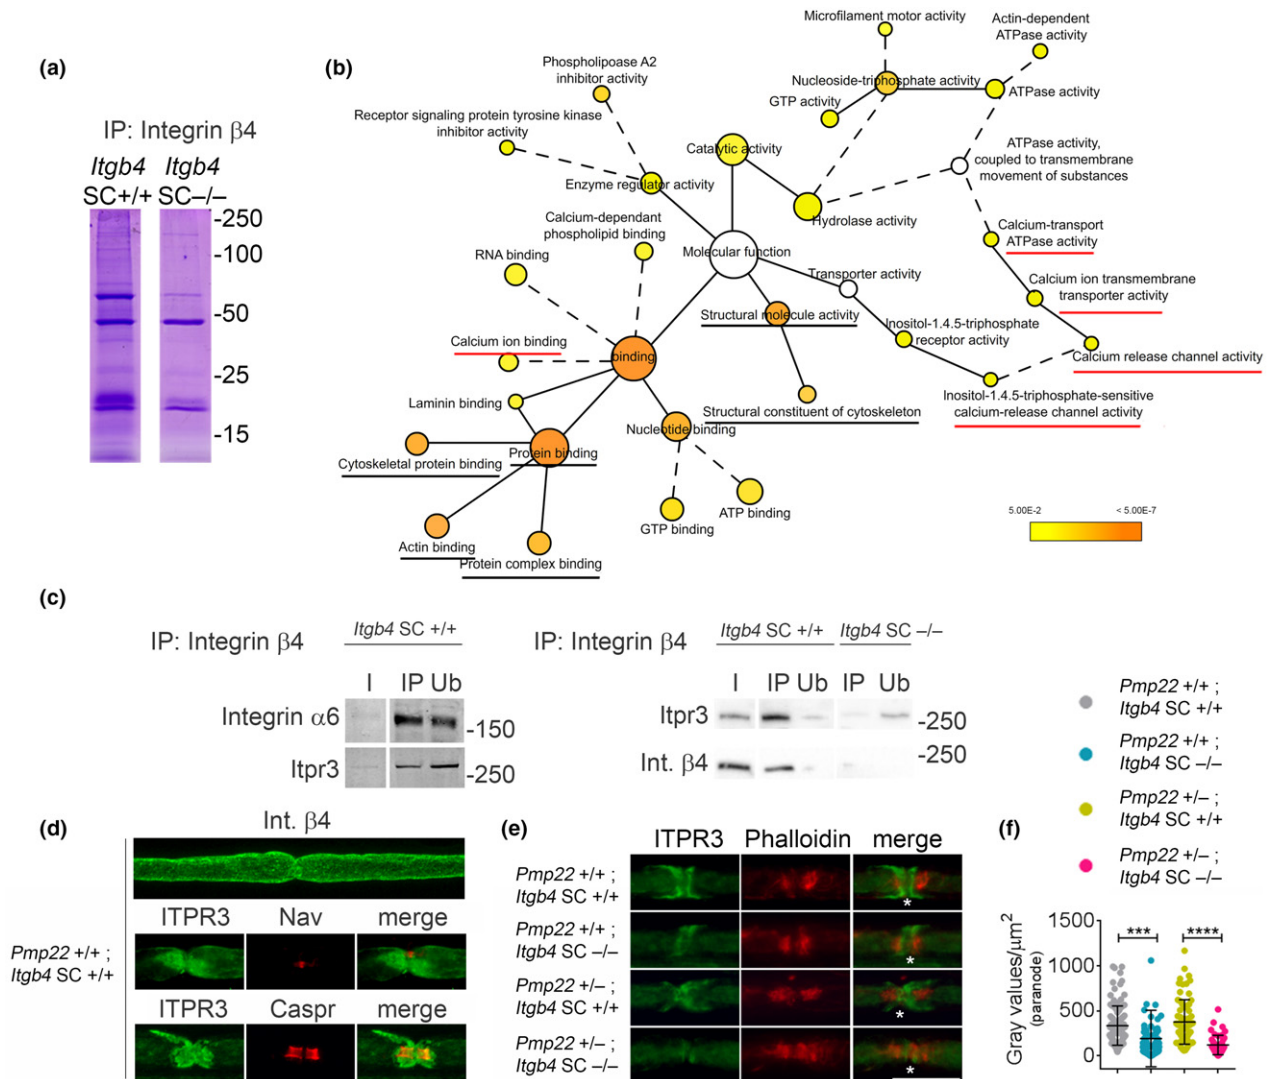 (a)
IP: Integrin β4
Itgb4 Itgb4
SC+/+ SC–/–
-250
-100
-50
-25
-15
(b)
Microfilament motor activity
Actin-dependent
ATPase activity
Phospholipoase A2
inhibitor activity
Nucleoside-triphosphate activity
GTP activity
ATPase activity
Receptor signaling protein tyrosine kinase
inhibitor activity
Catalytic activity
ATPase activity,
coupled to transmembrane
movement of substances
Enzyme regulator activity
Hydrolase activity
Calcium-dependant
phospholipid binding
RNA binding
Molecular function
Transporter activity
Calcium-transport
ATPase activity
Calcium ion transmembrane
transporter activity
Structural molecule activity
Inositol-1.4.5-triphosphate
receptor activity
Calcium ion binding
binding
Calcium release channel activity
Laminin binding
Structural constituent of cytoskeleton
Inositol-1.4.5-triphosphate-sensitive
calcium-release channel activity
Nucleotide binding
Cytoskeletal protein binding
Protein binding
GTP binding
ATP binding
Actin binding
Protein complex binding
5.00E-2 < 5.00E-7
(c)
IP: Integrin β4
Itgb4 SC +/+
I IP Ub
Integrin α6
-150
Itpr3
-250
IP: Integrin β4
Itgb4 SC +/+ Itgb4 SC –/–
I IP Ub IP Ub
Itpr3
-250
Int. β4
-250
Pmp22 +/+ ;
Itgb4 SC +/+
Pmp22 +/+ ;
Itgb4 SC –/–
Pmp22 +/– ;
Itgb4 SC +/+
Pmp22 +/– ;
Itgb4 SC –/–
(d)
Int. β4
ITPR3 Nav merge
Pmp22 +/+ ;
Itgb4 SC +/+
ITPR3 Caspr merge
(e)
ITPR3 Phalloidin merge
Pmp22 +/+ ;
Itgb4 SC +/+
*
Pmp22 +/+ ;
Itgb4 SC –/–
*
Pmp22 +/– ;
Itgb4 SC +/+
*
Pmp22 +/– ;
Itgb4 SC –/–
*
(f)
Gray values/μm²
(paranode)
1500
1000
500
0
*** ****